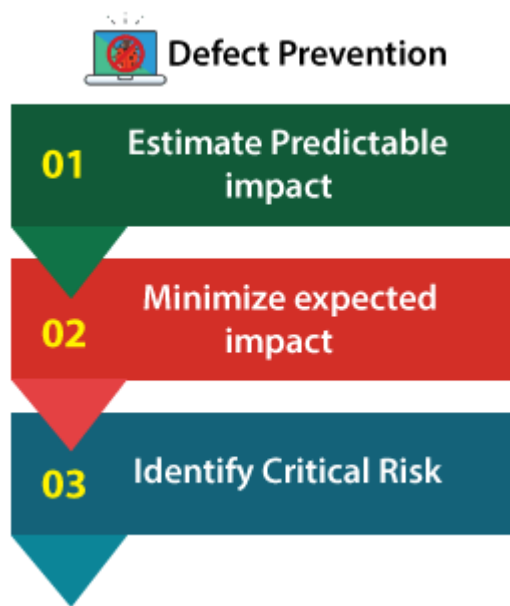 Defect Prevention
01
Estimate Predictable
impact
02
Minimize expected
impact
03
Identify Critical Risk